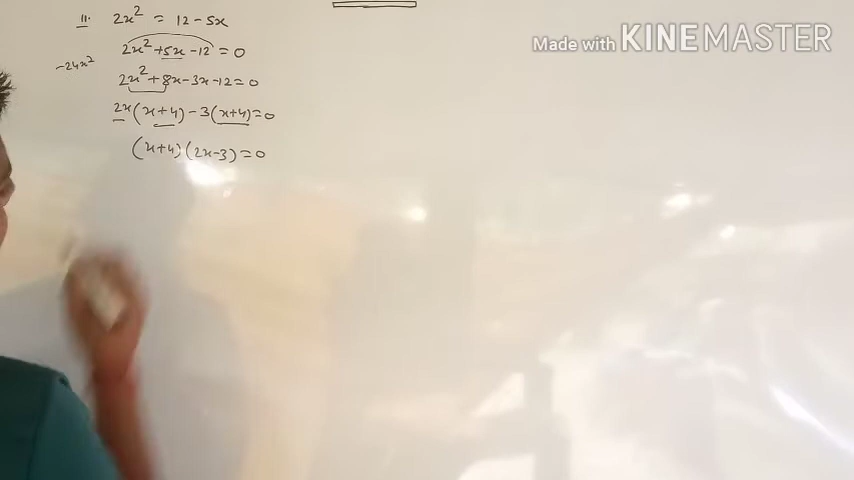 11. 2x² = 12 - 5x
2x² + 5x - 12 = 0
-24x²
2x² + 8x - 3x - 12 = 0
2x (x + 4) - 3 (x + 4) = 0
(x + 4) (2x - 3) = 0
Made with KINEMASTER